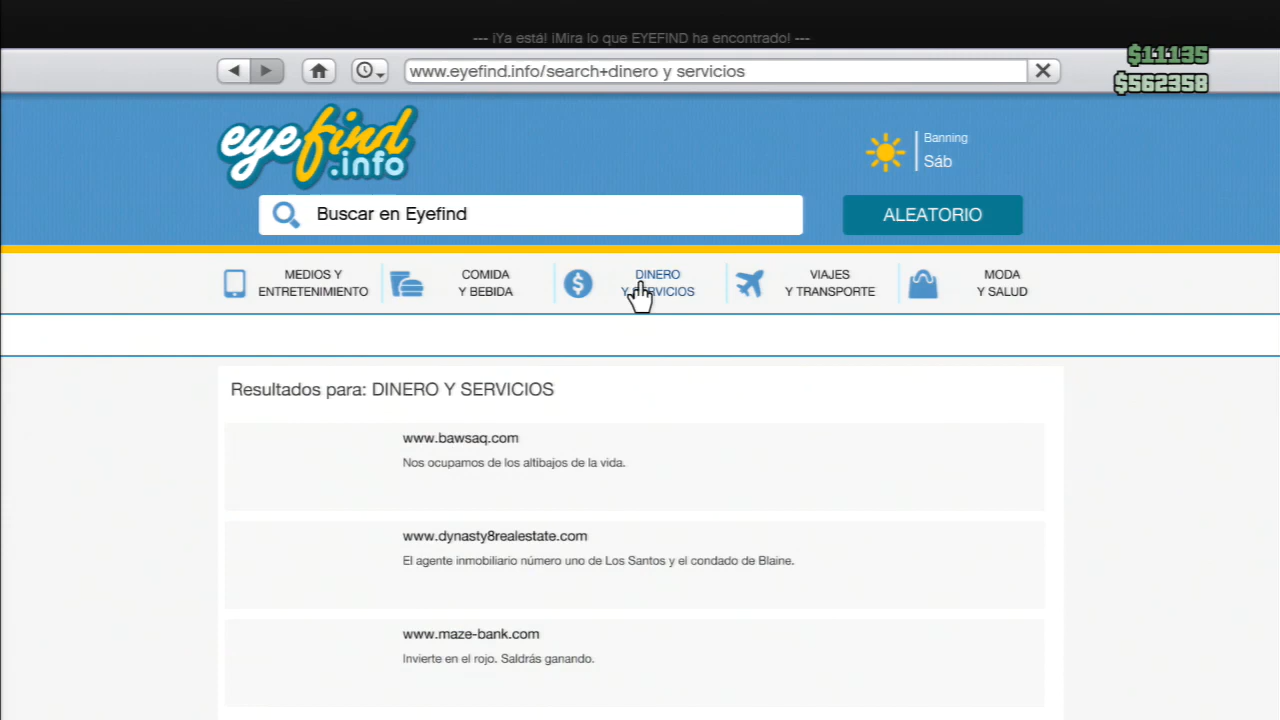 --- ¡Ya está! ¡Mira lo que EYEFIND ha encontrado! ---
$11135
www.eyefind.info/search+dinero y servicios
$562358
eyefind
.info
Banning
Sáb
Buscar en Eyefind
ALEATORIO
MEDIOS Y
ENTRETENIMIENTO
COMIDA
Y BEBIDA
DINERO
Y SERVICIOS
VIAJES
Y TRANSPORTE
MODA
Y SALUD
Resultados para: DINERO Y SERVICIOS
www.bawsaq.com
Nos ocupamos de los altibajos de la vida.
www.dynasty8realestate.com
El agente inmobiliario número uno de Los Santos y el condado de Blaine.
www.maze-bank.com
Invierte en el rojo. Saldrás ganando.